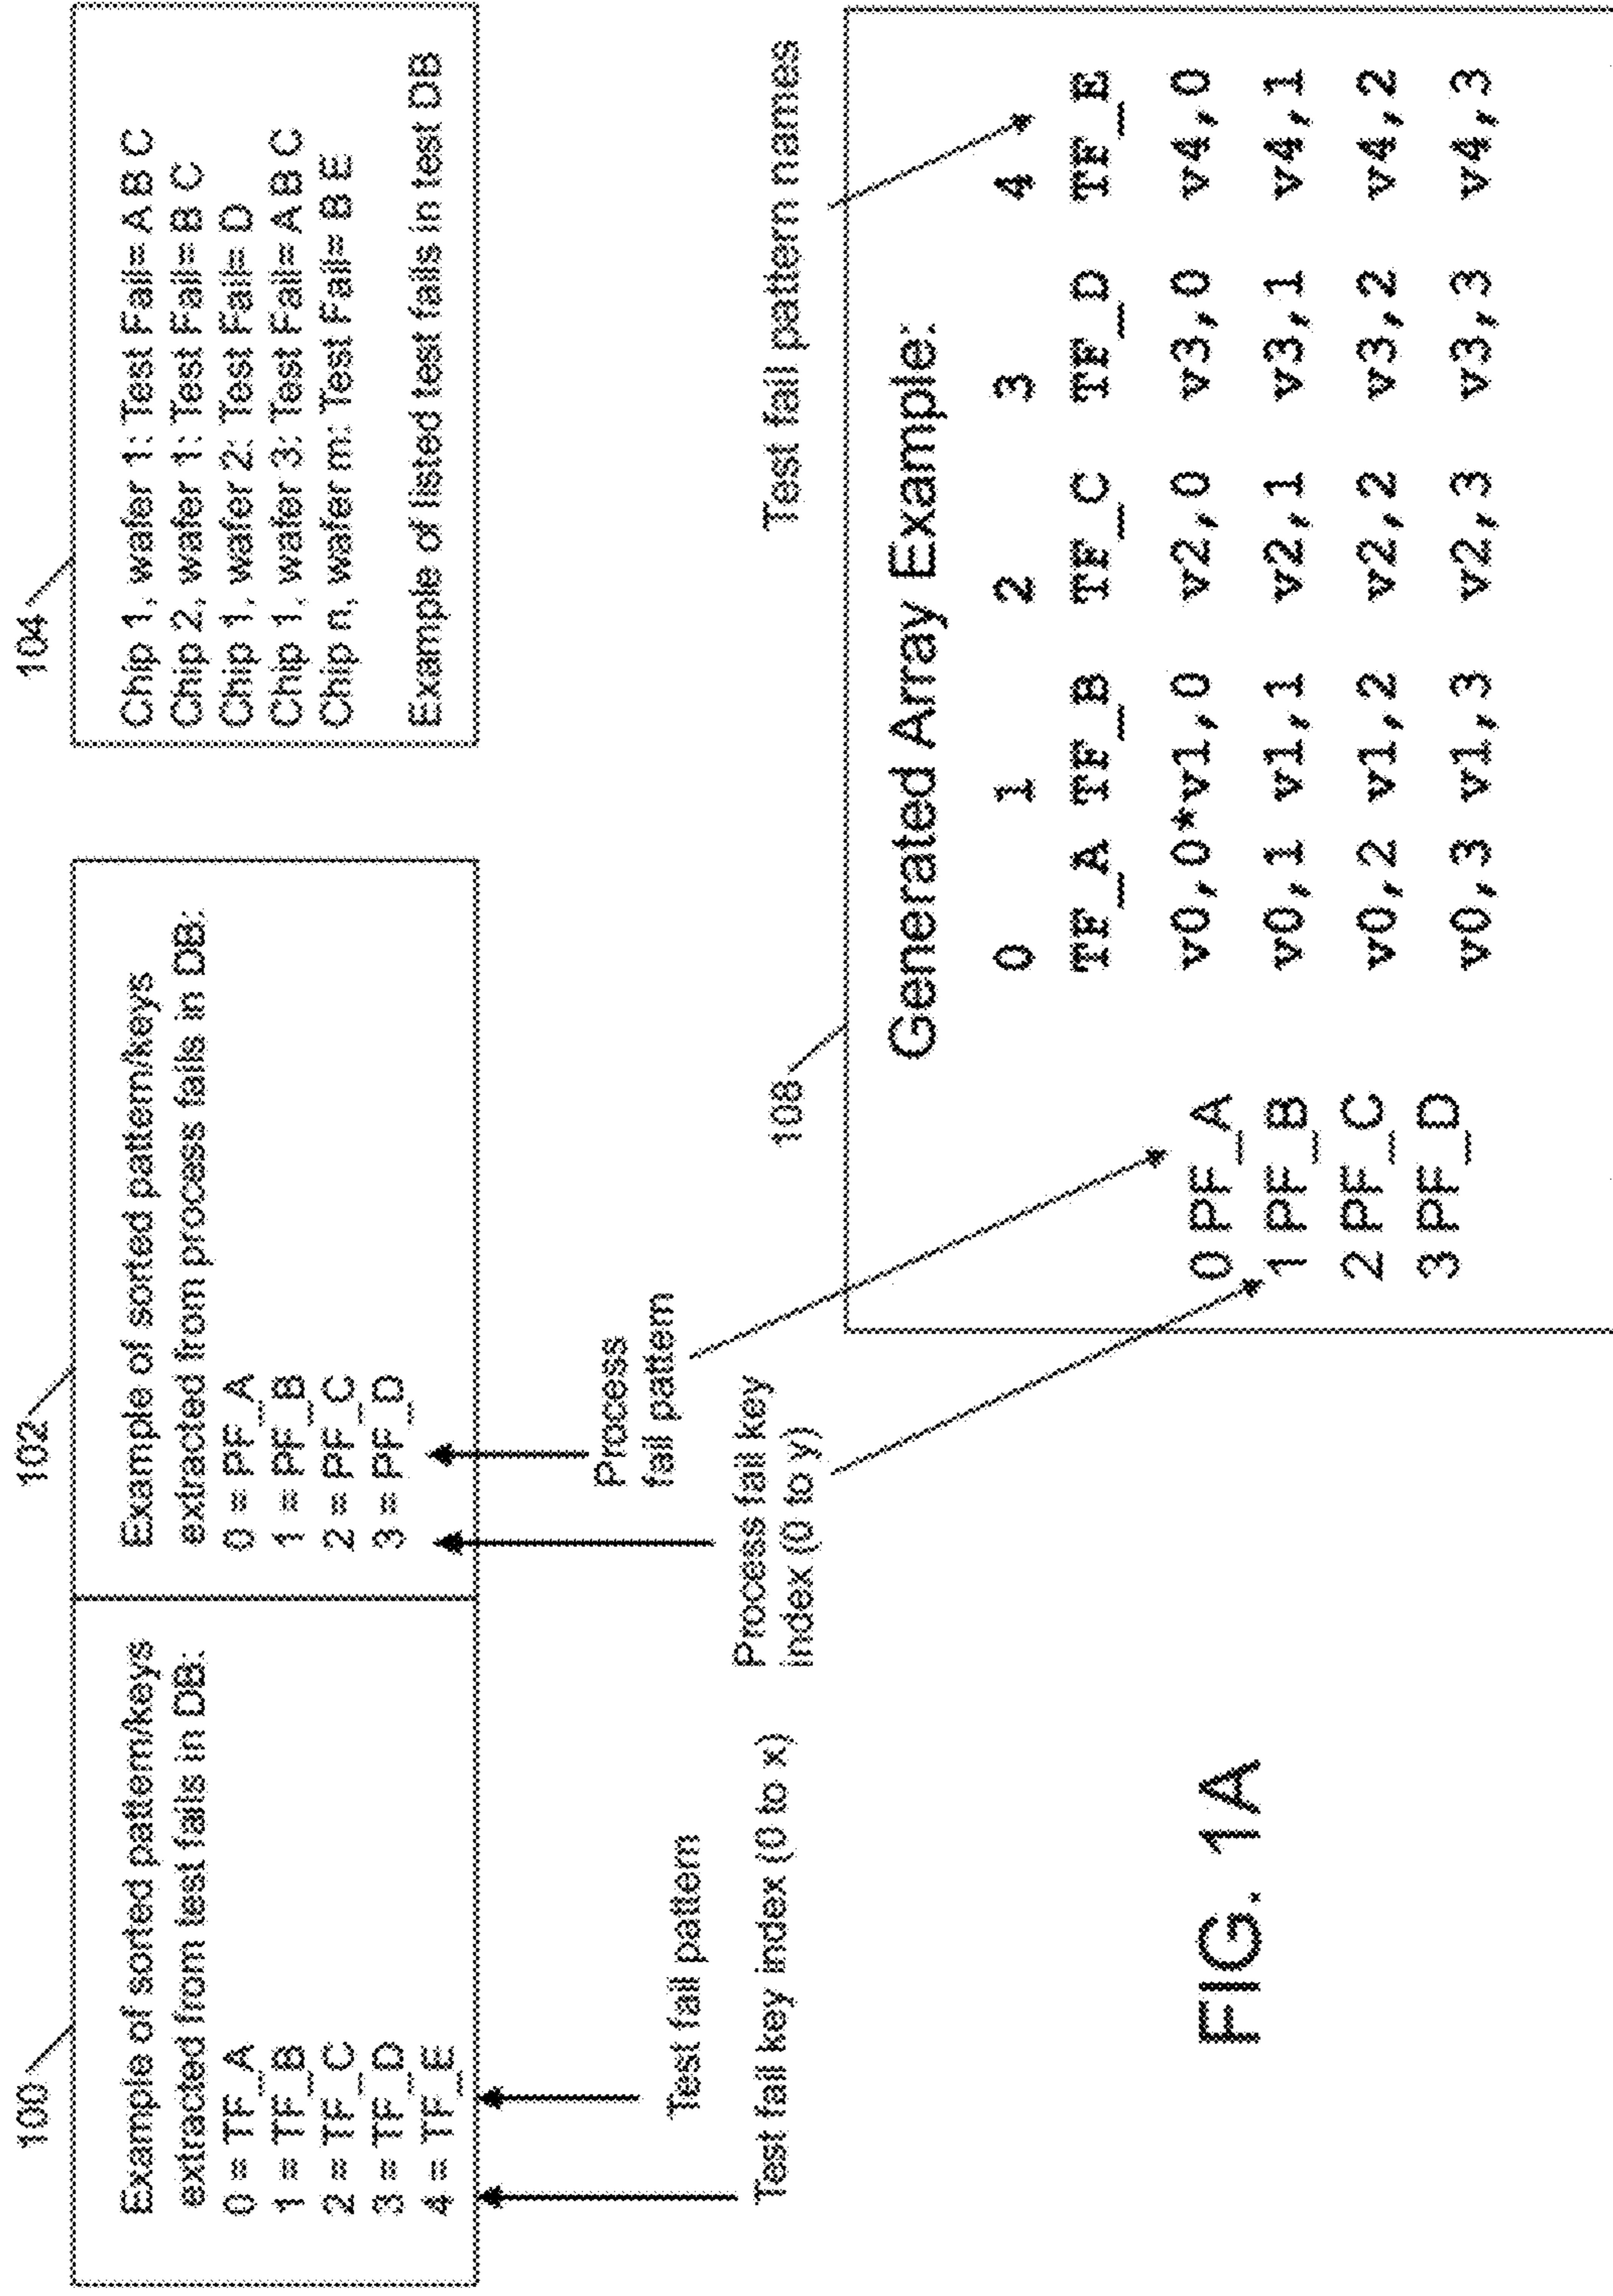 100
Example of sorted pattern/keys
extracted from test fails in DB:
0 = TF_A
1 = TF_B
2 = TF_C
3 = TF_D
4 = TF_E
Test fail pattern
Test fail key index (0 to x)
102
Example of sorted pattern/keys
extracted from process fails in DB:
0 = PF_A
1 = PF_B
2 = PF_C
3 = PF_D
Process
fail pattern
Process fail key
index (0 to y)
104
Chip 1, wafer 1: Test Fail= A B C
Chip 2, wafer 1: Test Fail= B C
Chip 1, wafer 2: Test Fail= D
Chip 1, wafer 3: Test Fail= A B C
Chip n, wafer m: Test Fail= B E
Example of listed test fails in test DB
Test fail pattern names
108
Generated Array Example:
0 1 2 3 4
TF_A TF_B TF_C TF_D TF_E
0 PF_A v0,0*v1,0 v2,0 v3,0 v4,0
1 PF_B v0,1 v1,1 v2,1 v3,1 v4,1
2 PF_C v0,2 v1,2 v2,2 v3,2 v4,2
3 PF_D v0,3 v1,3 v2,3 v3,3 v4,3
FIG. 1A